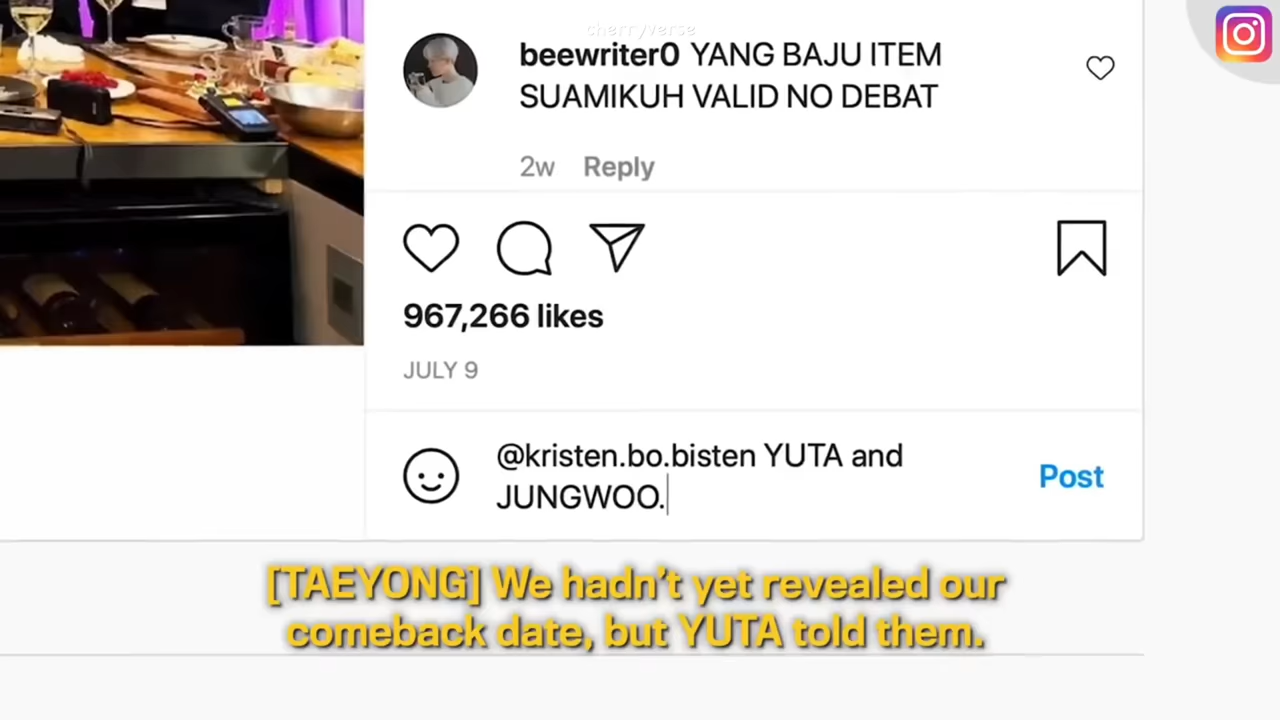 cherryverse
beewriter0 YANG BAJU ITEM
SUAMIKUH VALID NO DEBAT
2w Reply
967,266 likes
JULY 9
@kristen.bo.bisten YUTA and
JUNGWOO.
Post
[TAEYONG] We hadn't yet revealed our
comeback date, but YUTA told them.